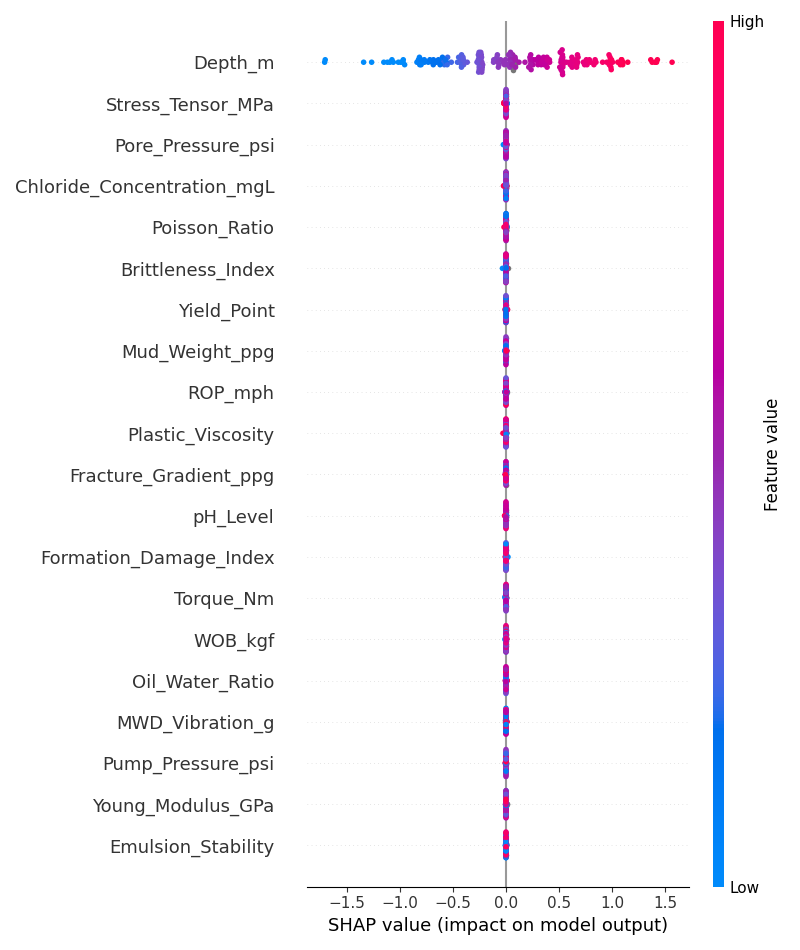 High
Depth_m
Stress_Tensor_MPa
Pore_Pressure_psi
Chloride_Concentration_mgL
Poisson_Ratio
Brittleness_Index
Yield_Point
Mud_Weight_ppg
ROP_mph
Plastic_Viscosity
Fracture_Gradient_ppg
pH_Level
Formation_Damage_Index
Torque_Nm
WOB_kgf
Oil_Water_Ratio
MWD_Vibration_g
Pump_Pressure_psi
Young_Modulus_GPa
Emulsion_Stability
Feature value
Low
−1.5 −1.0 −0.5 0.0 0.5 1.0 1.5
SHAP value (impact on model output)